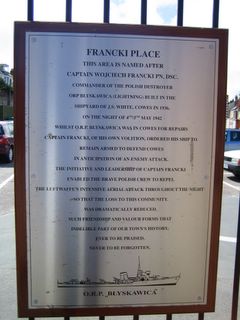 FRANCKI PLACE
THIS AREA IS NAMED AFTER
CAPTAIN WOJCIECH FRANCKI PN, DSC.
COMMANDER OF THE POLISH DESTROYER
ORP BLYSKAWICA (LIGHTNING) BUILT IN THE
SHIPYARD OF J.S. WHITE, COWES IN 1936.
ON THE NIGHT OF 4TH/5TH MAY 1942
WHILST O.R.P. BLYSKAWICA WAS IN COWES FOR REPAIRS
CAPTAIN FRANCKI, OF HIS OWN VOLITION, ORDERED HIS SHIP TO
REMAIN ARMED TO DEFEND COWES
IN ANTICIPATION OF AN ENEMY ATTACK.
THE INITIATIVE AND LEADERSHIP OF CAPTAIN FRANCKI
ENABLED THE BRAVE POLISH CREW TO REPEL
THE LUFTWAFFE'S INTENSIVE AERIAL ATTACK THROUGHOUT THE NIGHT
SO THAT THE LOSS TO THIS COMMUNITY
WAS DRAMATICALLY REDUCED.
SUCH FRIENDSHIP AND VALOUR FORMS THAT
INDELIBLE PART OF OUR TOWN'S HISTORY;
EVER TO BE PRAISED,
NEVER TO BE FORGOTTEN.
O.R.P. BLYSKAWICA